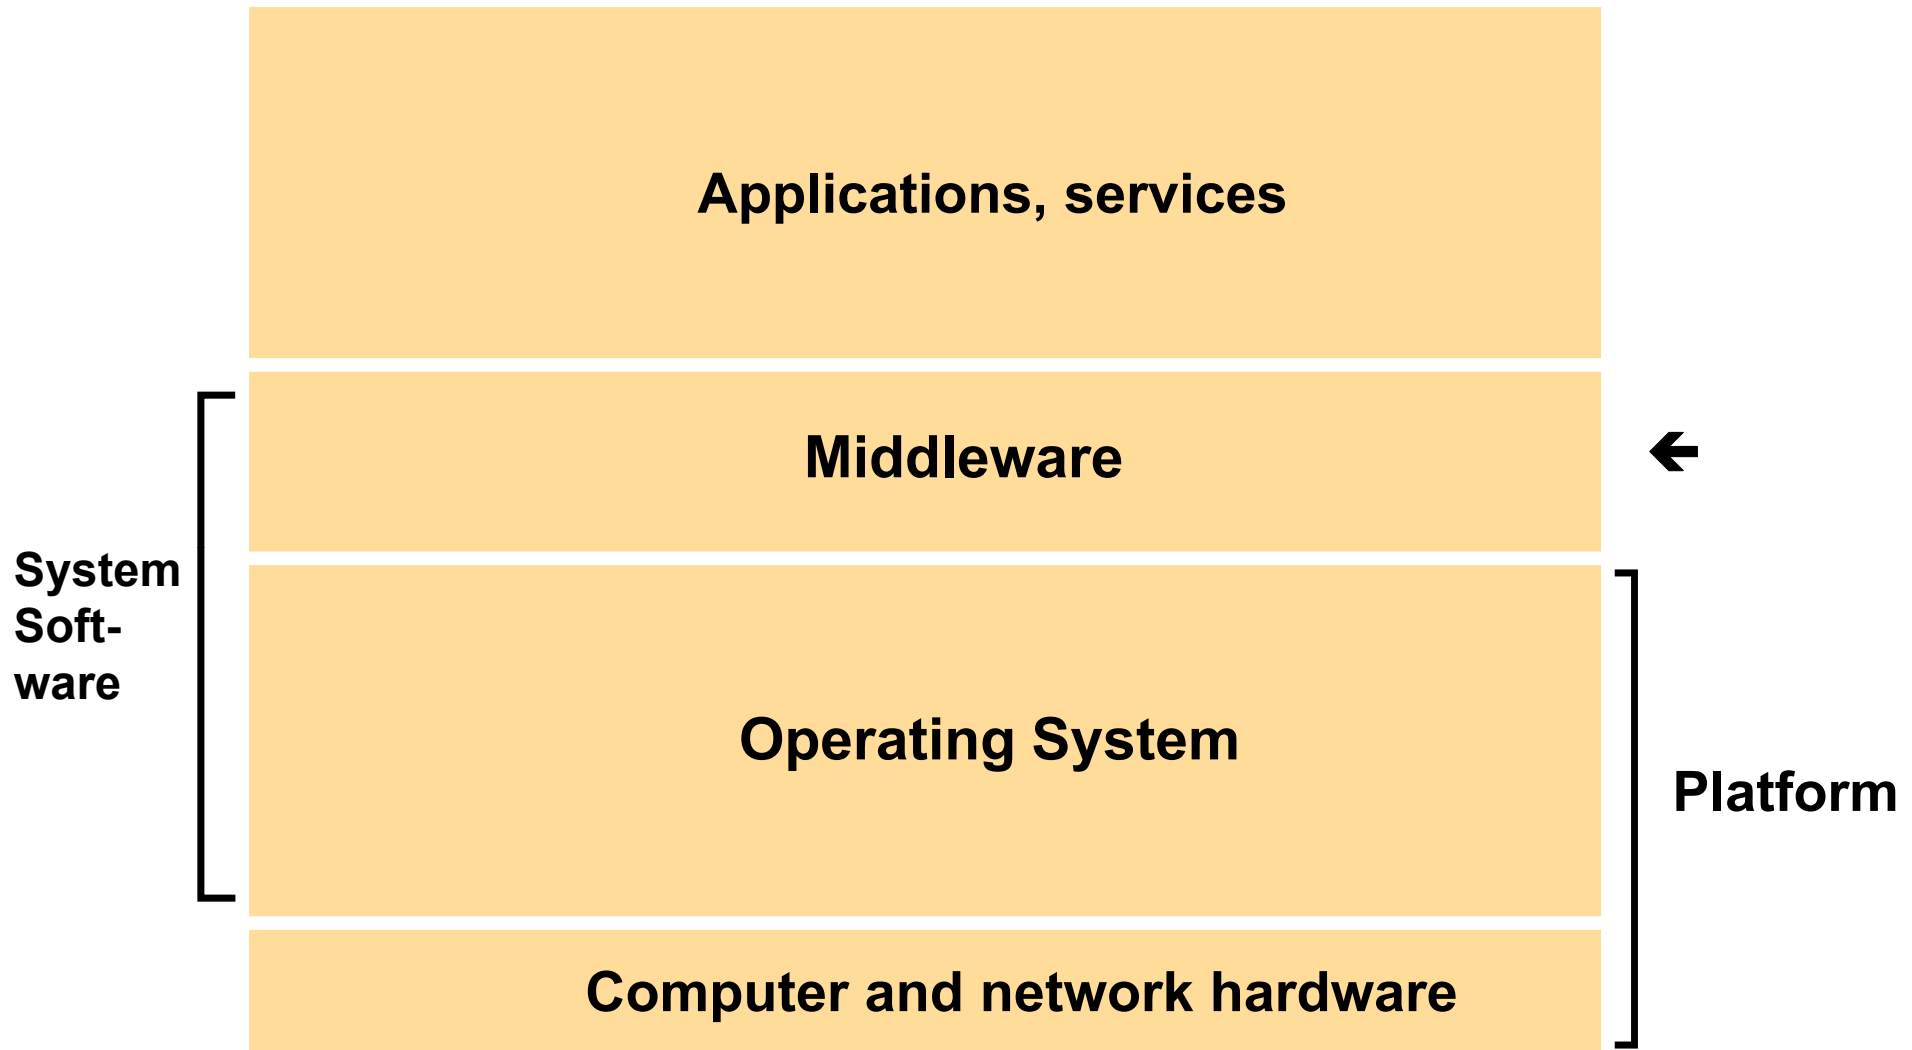 Applications, services
Middleware
🡰
System
Soft-
ware
Operating System
Platform
Computer and network hardware